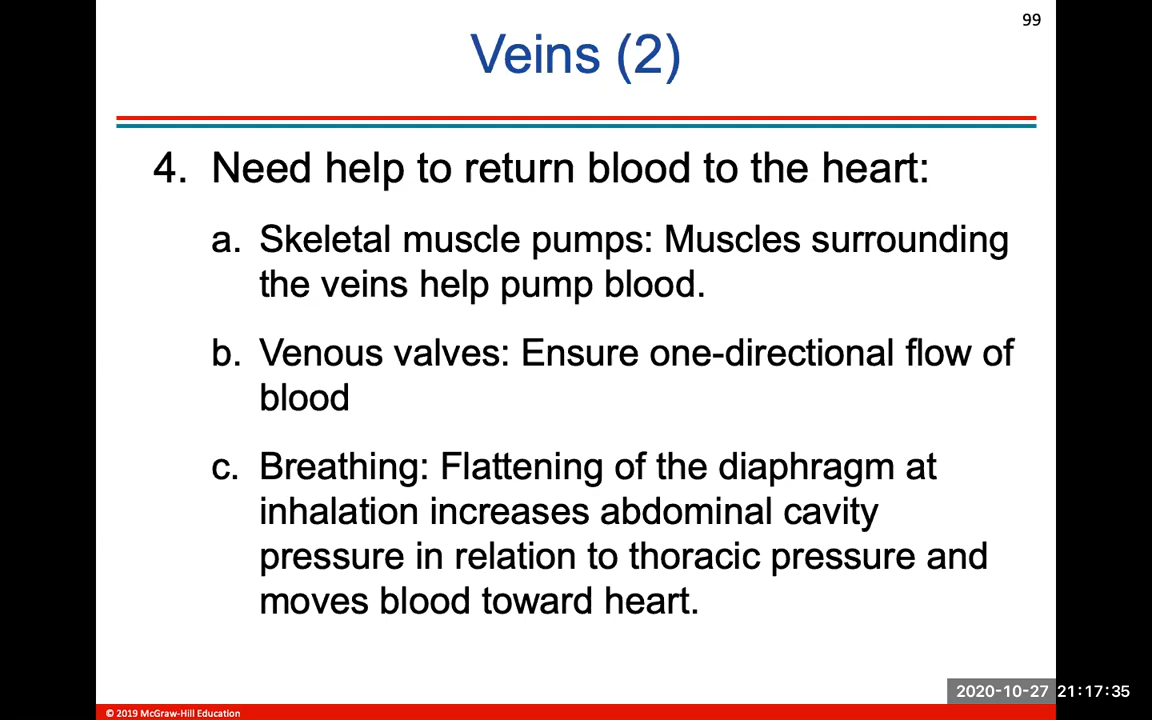 99
Veins (2)
4. Need help to return blood to the heart:
a. Skeletal muscle pumps: Muscles surrounding
the veins help pump blood.
b. Venous valves: Ensure one-directional flow of
blood
c. Breathing: Flattening of the diaphragm at
inhalation increases abdominal cavity
pressure in relation to thoracic pressure and
moves blood toward heart.
2020-10-27 21:17:35
© 2019 McGraw-Hill Education